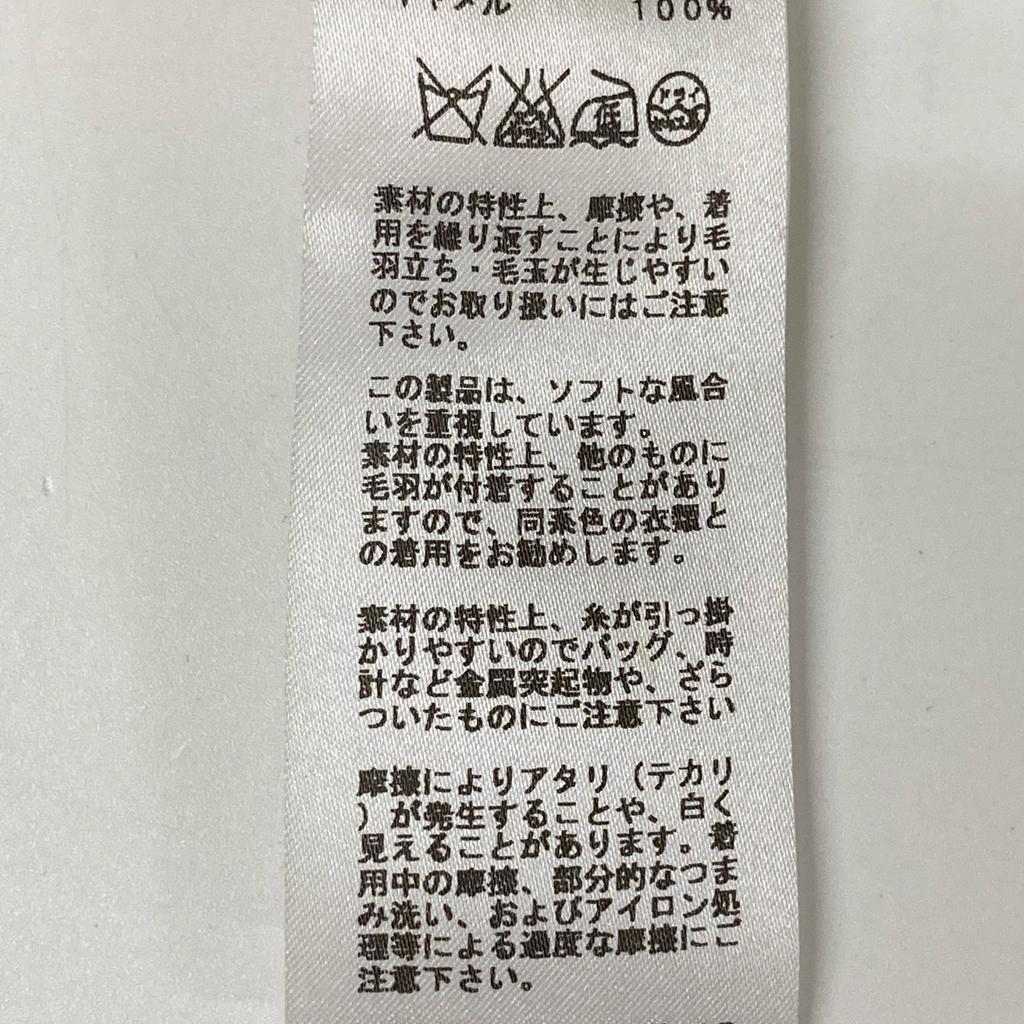 キャメル 100%
ドライ
素材の特性上、摩擦や、着
用を繰り返すことにより毛
羽立ち・毛玉が生じやすい
のでお取り扱いにはご注意
下さい。
この製品は、ソフトな風合
いを重視しています。
素材の特性上、他のものに
毛羽が付着することがあり
ますので、同系色の衣類と
の着用をお勧めします。
素材の特性上、糸が引っ掛
かりやすいのでバッグ、時
計など金属突起物や、ざら
ついたものにご注意下さい
摩擦によりアタリ（テカリ
）が発生することや、白く
見えることがあります。着
用中の摩擦、部分的なつま
み洗い、およびアイロン処
理等による過度な摩擦にご
注意下さい。